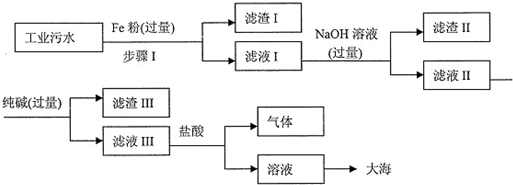 工业污水
Fe 粉(过量)
步骤 I
滤渣 I
滤液 I
NaOH 溶液
(过量)
滤渣 II
滤液 II
纯碱(过量)
滤渣 III
滤液 III
盐酸
气体
溶液
大海